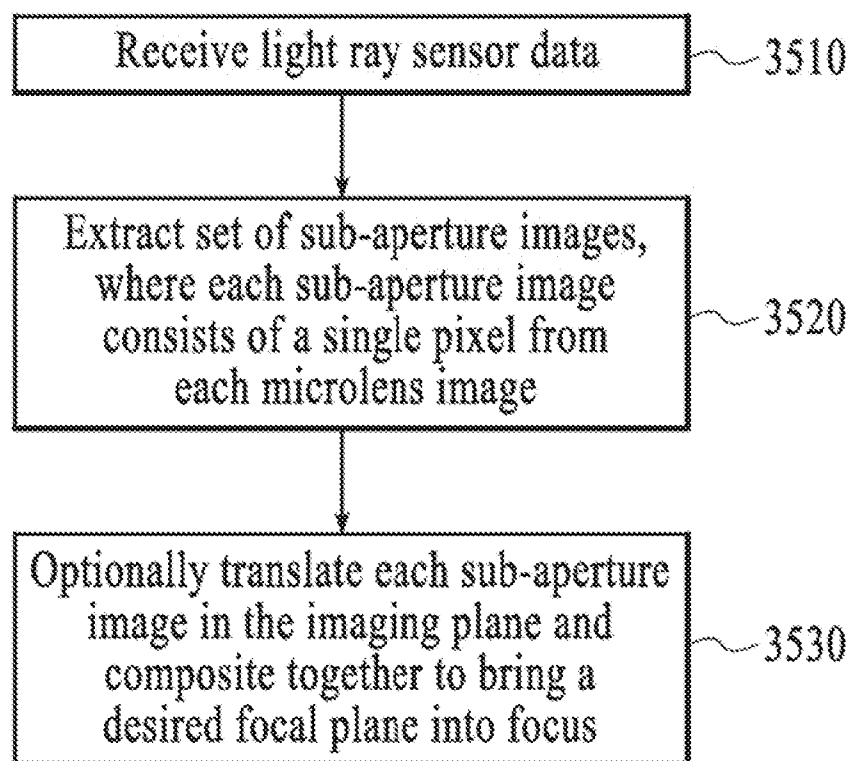 Receive light ray sensor data
3510
Extract set of sub-aperture images,
where each sub-aperture image
consists of a single pixel from
each microlens image
3520
Optionally translate each sub-aperture
image in the imaging plane and
composite together to bring a
desired focal plane into focus
3530